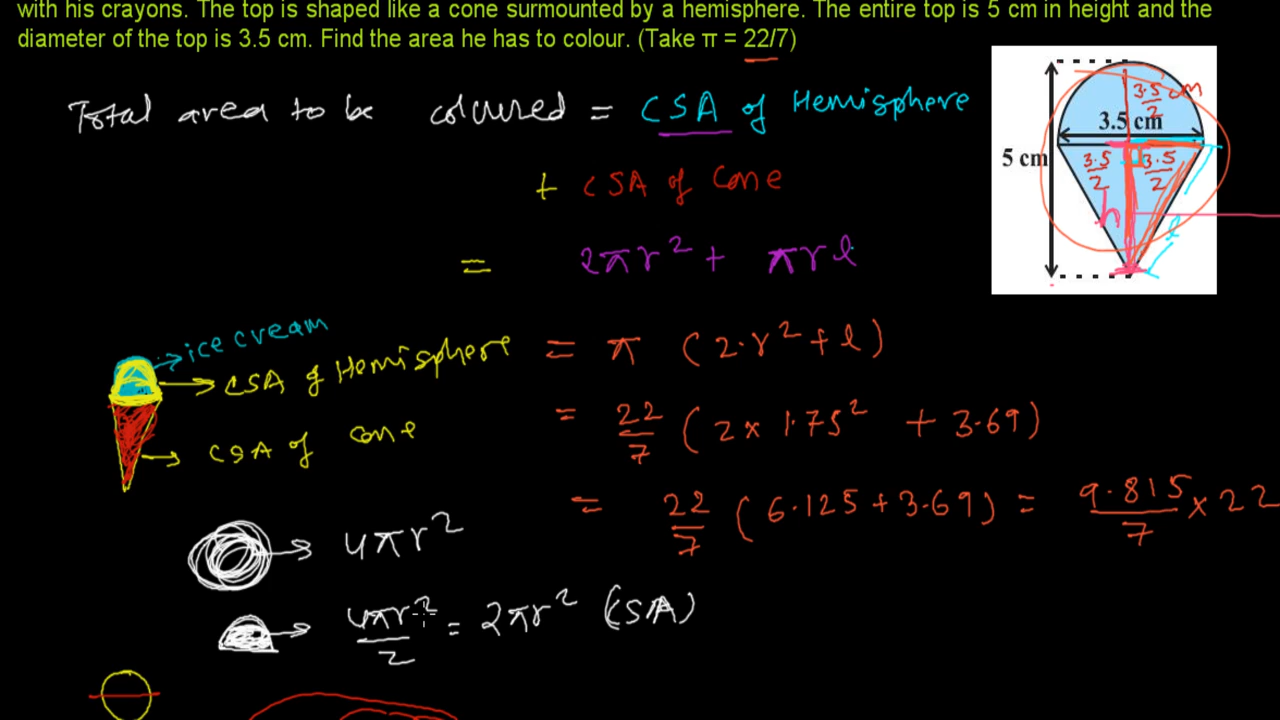 with his crayons. The top is shaped like a cone surmounted by a hemisphere. The entire top is 5 cm in height and the
diameter of the top is 3.5 cm. Find the area he has to colour. (Take π = 22/7)
Total area to be coloured = CSA of Hemisphere
+ CSA of Cone
= 2πr² + πrl
3.5/2 cm
3.5 cm
5 cm
3.5/2 3.5/2
h l
ice cream
CSA of Hemisphere
CSA of cone
= π (2·r² + l)
= 22/7 (2 x 1.75² + 3.69)
= 22/7 (6.125 + 3.69) = 9.815/7 x 22
4πr²
4πr²/2 = 2πr² (SA)